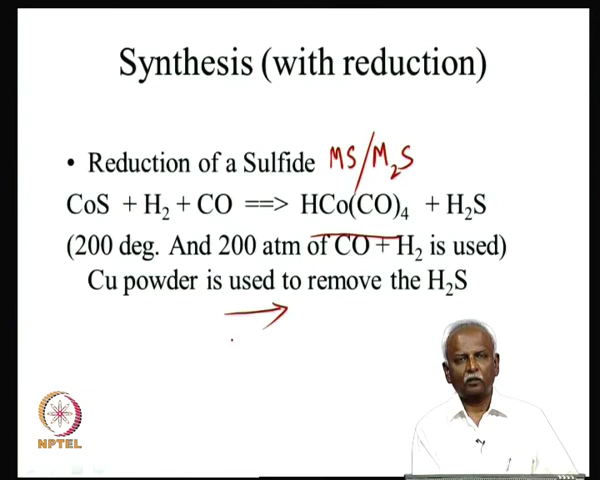 Synthesis (with reduction)
• Reduction of a Sulfide MS/M₂S
CoS + H₂ + CO ==> HCo(CO)₄ + H₂S
(200 deg. And 200 atm of CO + H₂ is used)
Cu powder is used to remove the H₂S
NPTEL